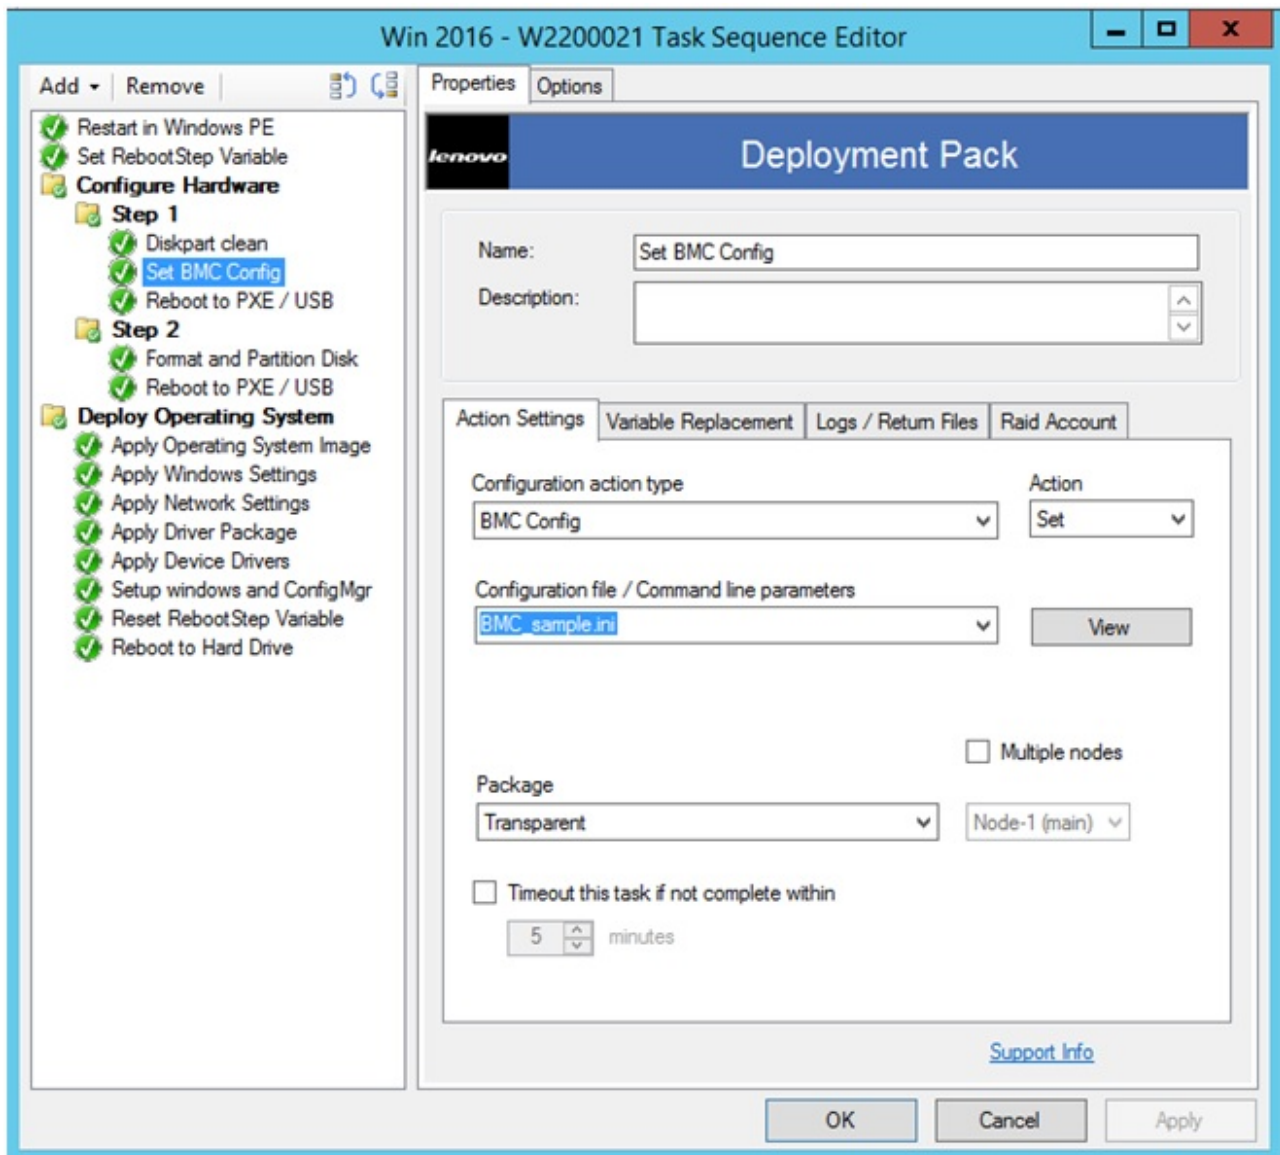 Win 2016 - W2200021 Task Sequence Editor
Add Remove
Restart in Windows PE
Set RebootStep Variable
Configure Hardware
Step 1
Diskpart clean
Set BMC Config
Reboot to PXE / USB
Step 2
Format and Partition Disk
Reboot to PXE / USB
Deploy Operating System
Apply Operating System Image
Apply Windows Settings
Apply Network Settings
Apply Driver Package
Apply Device Drivers
Setup windows and ConfigMgr
Reset RebootStep Variable
Reboot to Hard Drive
Properties Options
lenovo Deployment Pack
Name: Set BMC Config
Description:
Action Settings Variable Replacement Logs / Return Files Raid Account
Configuration action type Action
BMC Config Set
Configuration file / Command line parameters
BMC_sample.ini View
Multiple nodes
Package
Transparent Node-1 (main)
Timeout this task if not complete within
5 minutes
Support Info
OK Cancel Apply